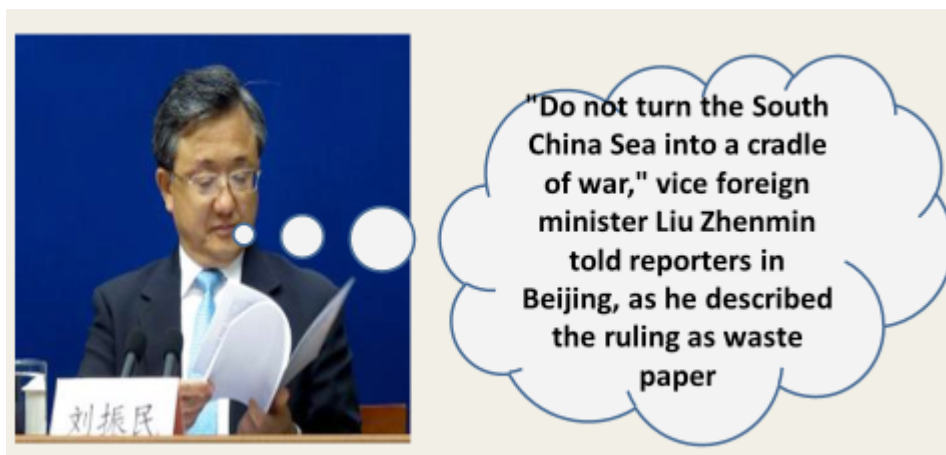 "Do not turn the South
China Sea into a cradle
of war," vice foreign
minister Liu Zhenmin
told reporters in
Beijing, as he described
the ruling as waste
paper
刘振民